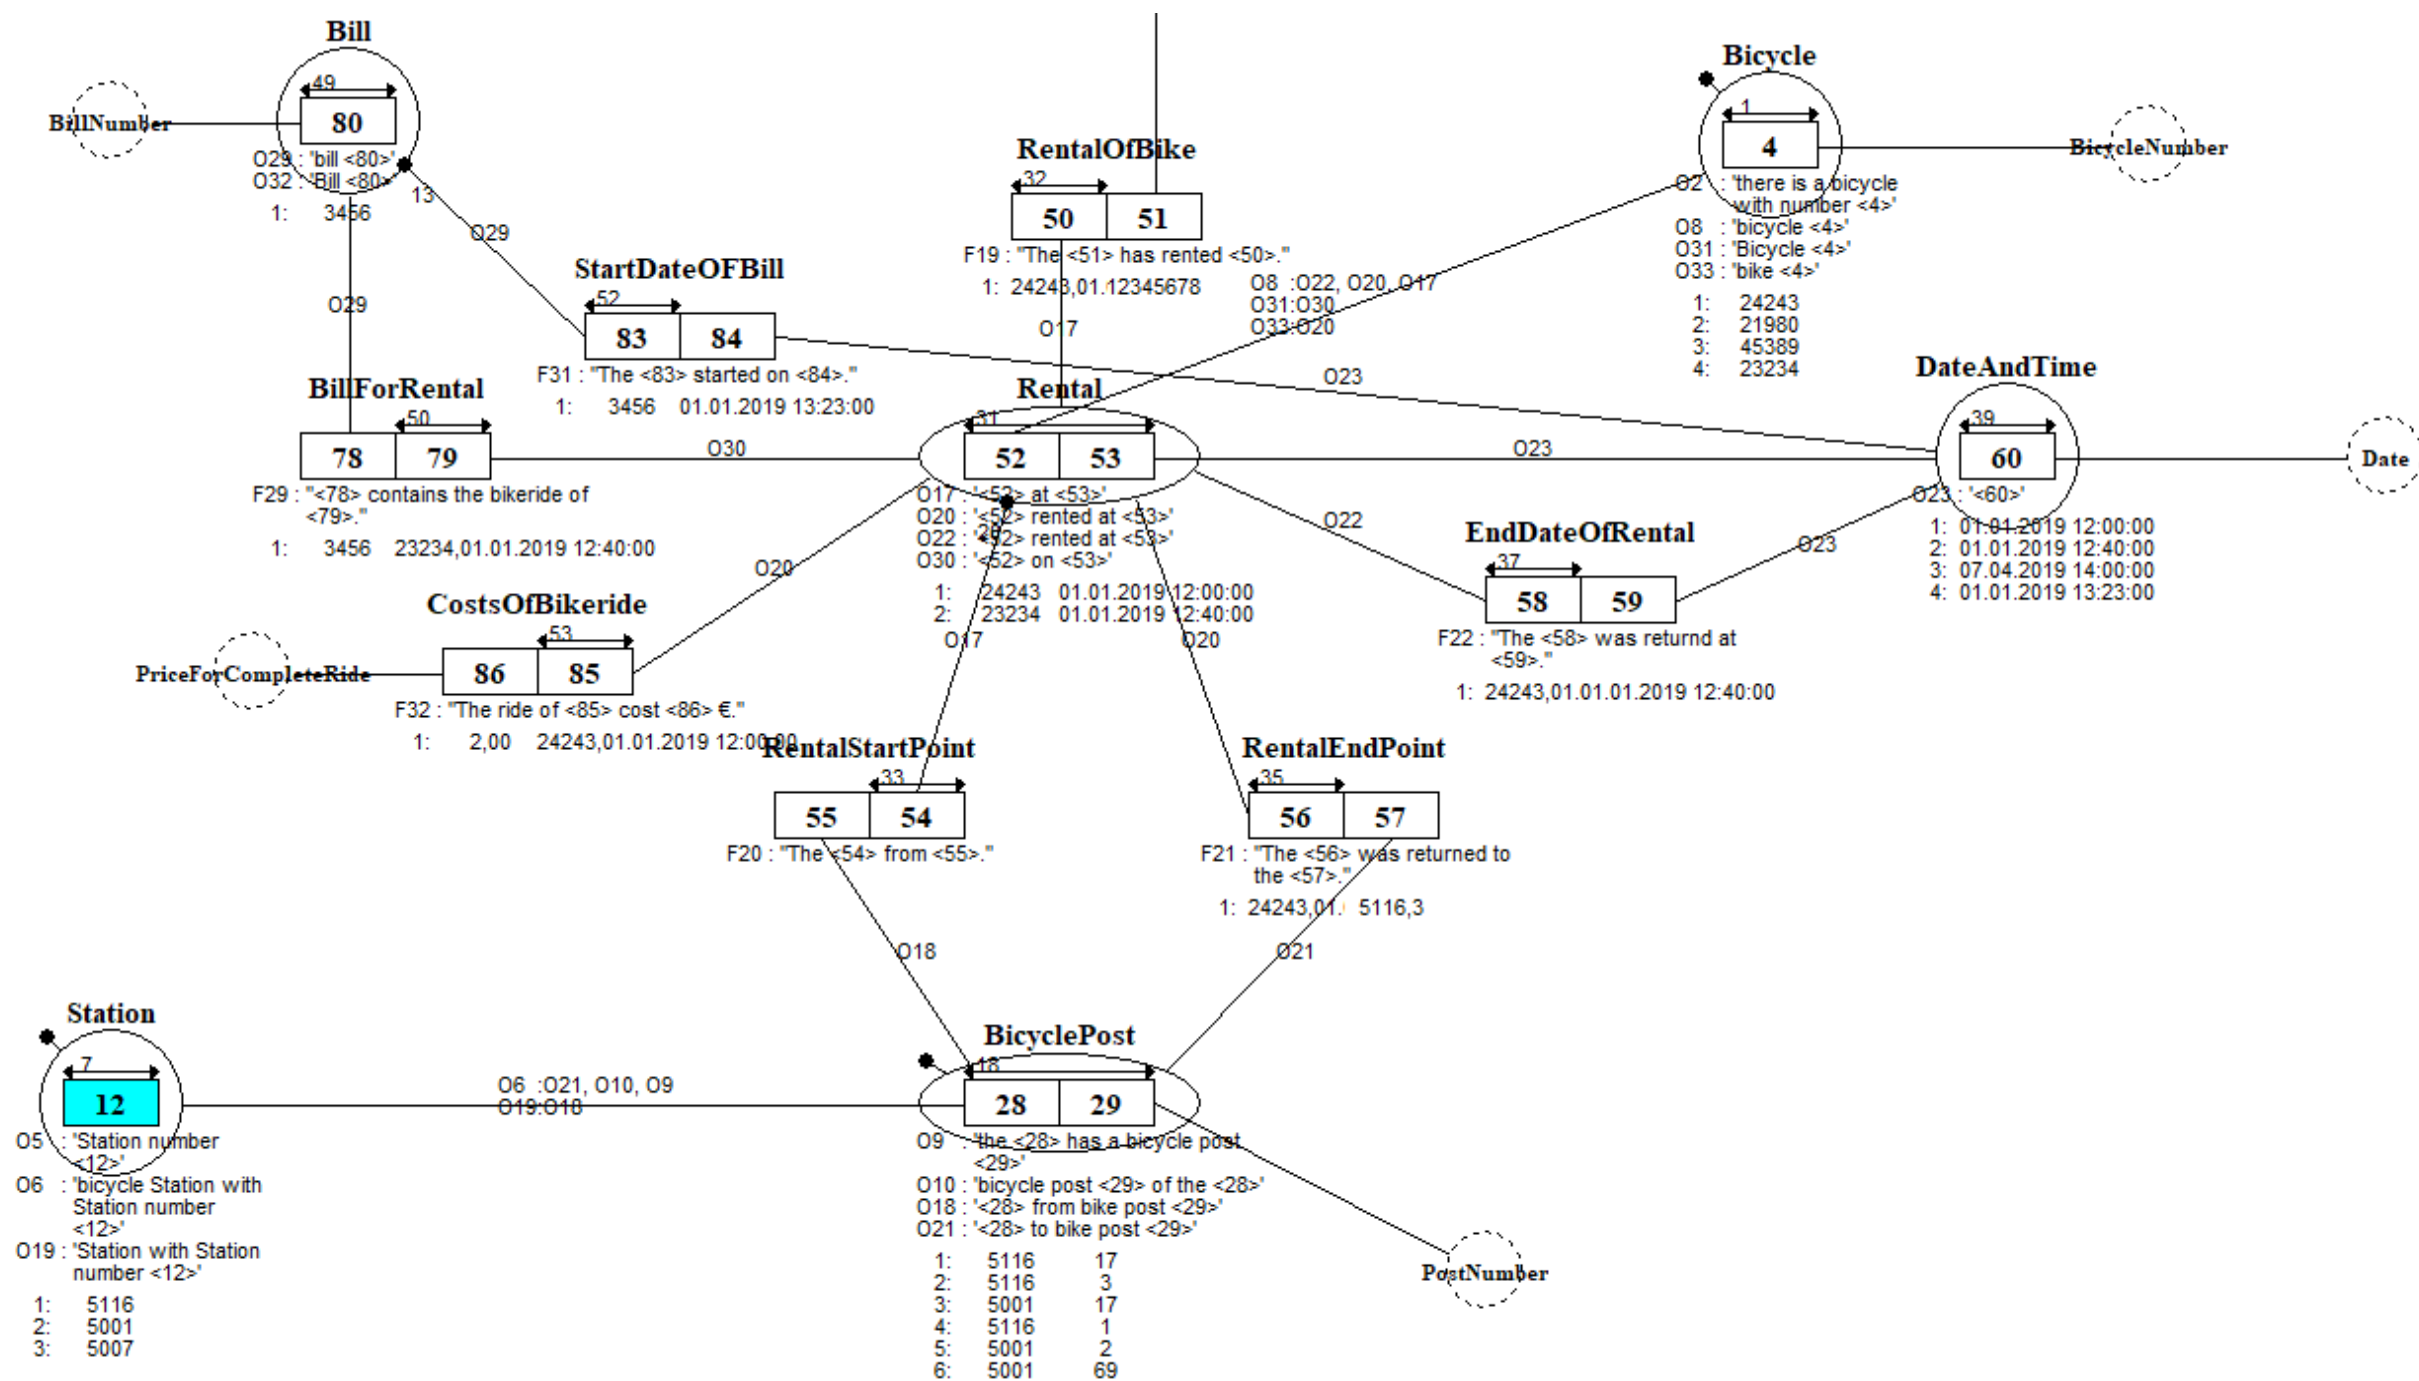 Bill
49
80
BillNumber
O29 : 'bill <80>'
O32 : 'Bill <80>
1: 3456
13
O29
O29
StartDateOFBill
52
83 84
F31 : "The <83> started on <84>."
1: 3456 01.01.2019 13:23:00
BillForRental
50
78 79
F29 : "<78> contains the bikeride of
<79>."
1: 3456 23234,01.01.2019 12:40:00
O30
RentalOfBike
32
50 51
F19 : "The <51> has rented <50>."
1: 24243,01.12345678
O17
O8 :O22, O20, O17
O31:O30
O33:O20
Bicycle
1
4
BicycleNumber
O2 : 'there is a bicycle
with number <4>'
O8 : 'bicycle <4>'
O31 : 'Bicycle <4>'
O33 : 'bike <4>'
1: 24243
2: 21980
3: 45389
4: 23234
O23
Rental
31
52 53
O17 : '<52> at <53>'
O20 : '<52> rented at <53>'
O22 : '<52> rented at <53>'
O30 : '<52> on <53>'
1: 24243 01.01.2019 12:00:00
2: 23234 01.01.2019 12:40:00
O23
DateAndTime
39
60
Date
O23 : '<60>'
1: 01.01.2019 12:00:00
2: 01.01.2019 12:40:00
3: 07.04.2019 14:00:00
4: 01.01.2019 13:23:00
O22
O23
EndDateOfRental
37
58 59
F22 : "The <58> was returnd at
<59>."
1: 24243,01.01.01.2019 12:40:00
O20
CostsOfBikeride
53
86 85
PriceForCompleteRide
F32 : "The ride of <85> cost <86> €."
1: 2,00 24243,01.01.2019 12:00:00
O17
O20
RentalStartPoint
33
55 54
F20 : "The <54> from <55>."
RentalEndPoint
35
56 57
F21 : "The <56> was returned to
the <57>."
1: 24243,01. 5116,3
O18
O21
Station
7
12
O5 : 'Station number
<12>'
O6 : 'bicycle Station with
Station number
<12>'
O19 : 'Station with Station
number <12>'
1: 5116
2: 5001
3: 5007
O6 :O21, O10, O9
O19:O18
BicyclePost
18
28 29
O9 : 'the <28> has a bicycle post
<29>'
O10 : 'bicycle post <29> of the <28>'
O18 : '<28> from bike post <29>'
O21 : '<28> to bike post <29>'
1: 5116 17
2: 5116 3
3: 5001 17
4: 5116 1
5: 5001 2
6: 5001 69
PostNumber